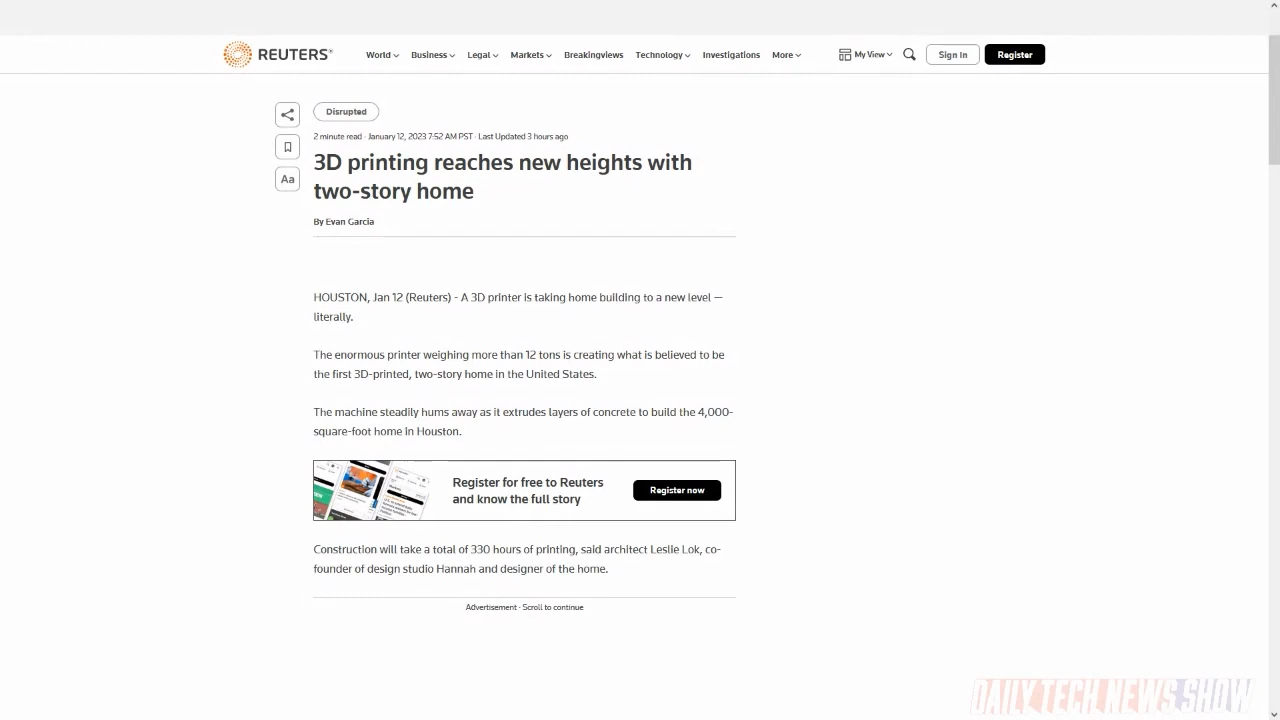 REUTERS®
World Business Legal Markets Breakingviews Technology Investigations More My View Sign In Register
Disrupted
2 minute read · January 12, 2023 7:52 AM PST · Last Updated 3 hours ago
3D printing reaches new heights with
two-story home
Aa
By Evan Garcia
HOUSTON, Jan 12 (Reuters) - A 3D printer is taking home building to a new level —
literally.
The enormous printer weighing more than 12 tons is creating what is believed to be
the first 3D-printed, two-story home in the United States.
The machine steadily hums away as it extrudes layers of concrete to build the 4,000-
square-foot home in Houston.
Register for free to Reuters
and know the full story
Register now
Construction will take a total of 330 hours of printing, said architect Leslie Lok, co-
founder of design studio Hannah and designer of the home.
Advertisement · Scroll to continue
DAILY TECH NEWS SHOW